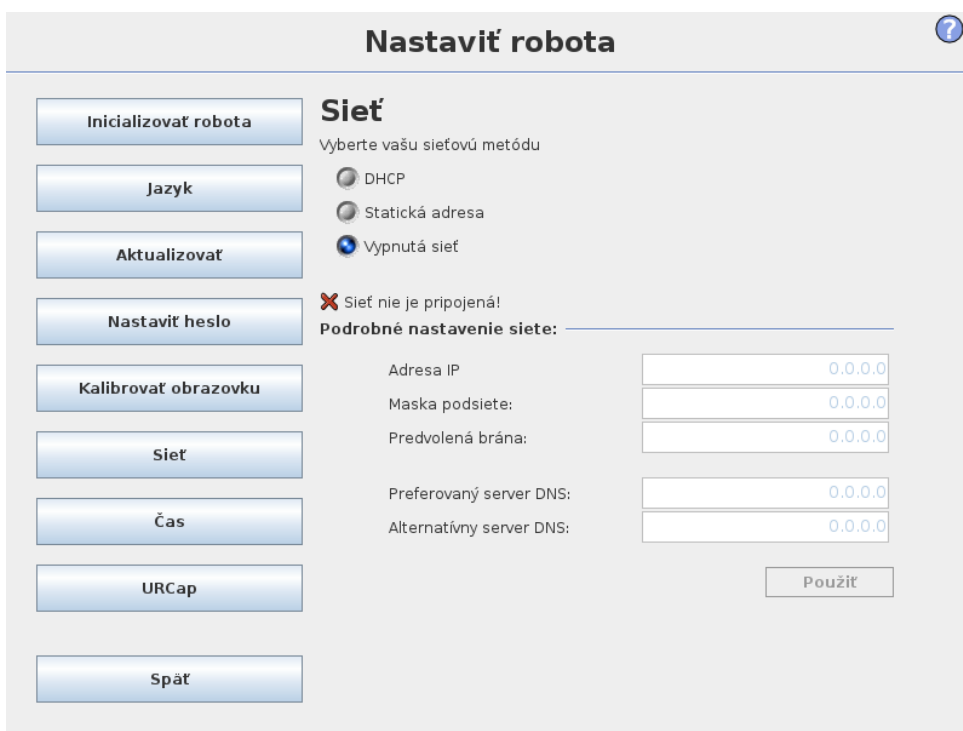 Nastaviť robota
?
Inicializovať robota
Jazyk
Aktualizovať
Nastaviť heslo
Kalibrovať obrazovku
Sieť
Čas
URCap
Späť
Sieť
Vyberte vašu sieťovú metódu
DHCP
Statická adresa
Vypnutá sieť
Sieť nie je pripojená!
Podrobné nastavenie siete:
Adresa IP 0.0.0.0
Maska podsiete: 0.0.0.0
Predvolená brána: 0.0.0.0
Preferovaný server DNS: 0.0.0.0
Alternatívny server DNS: 0.0.0.0
Použiť